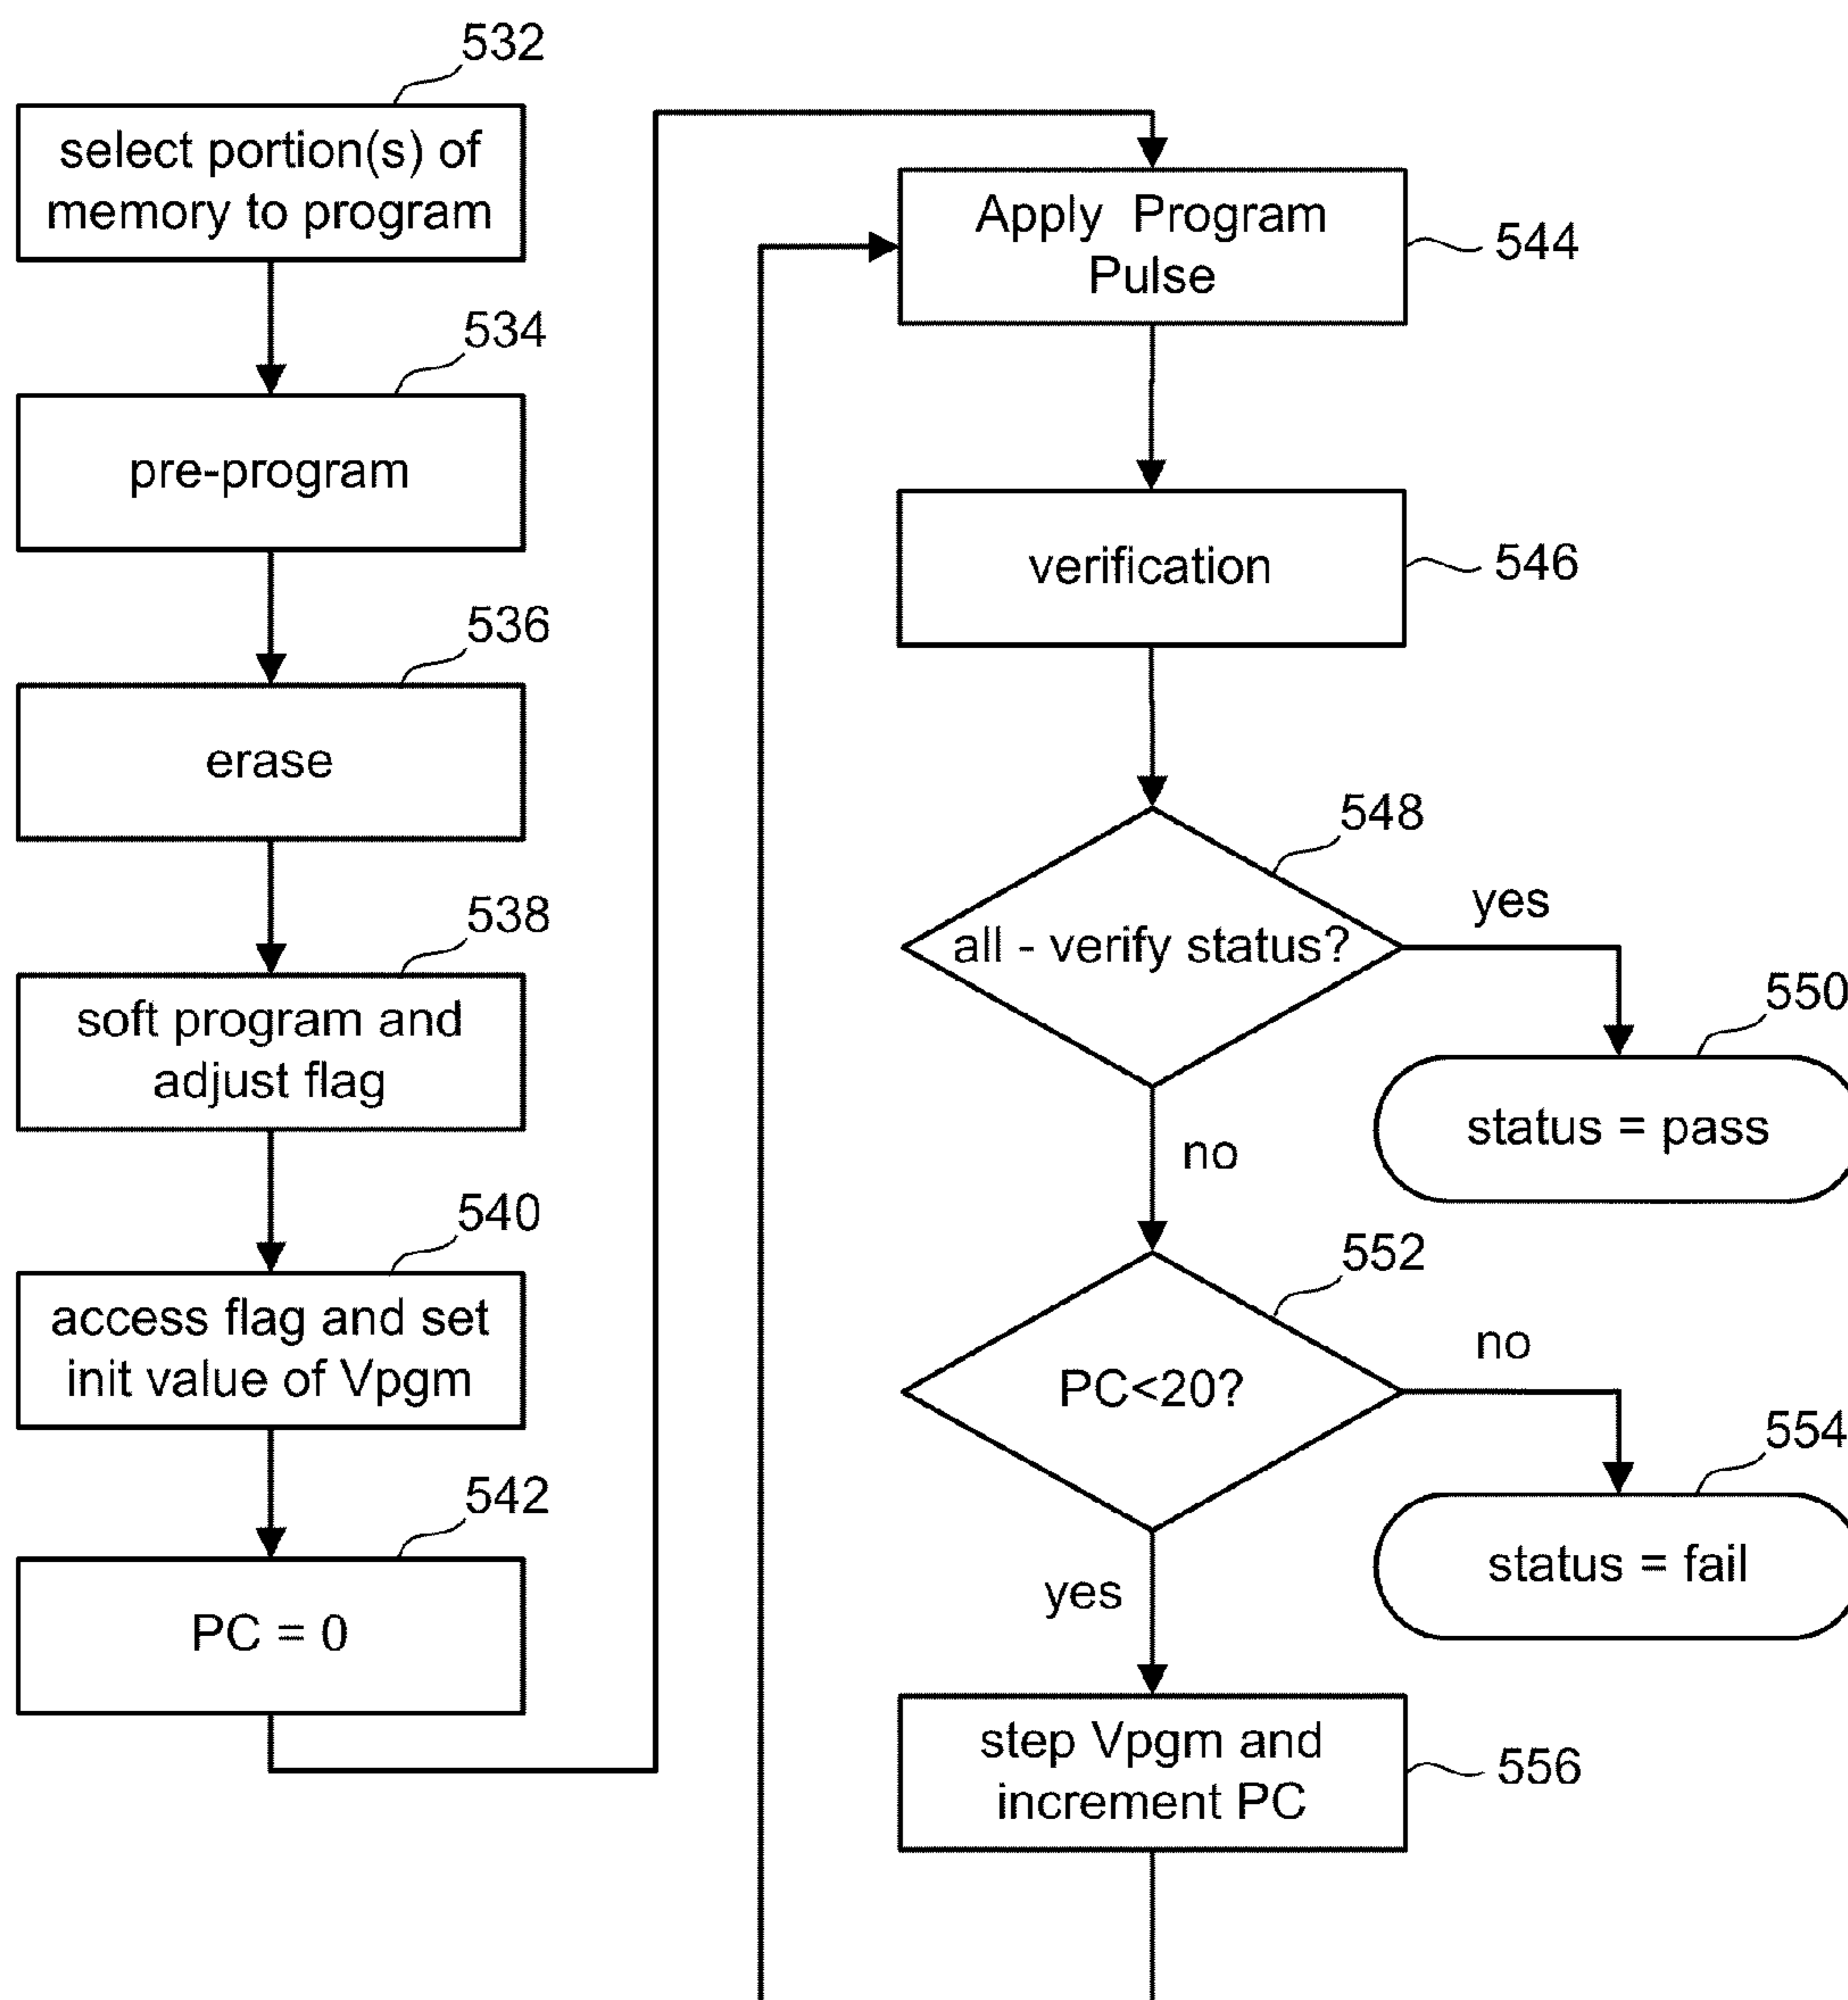 532
select portion(s) of
memory to program
534
pre-program
536
erase
538
soft program and
adjust flag
540
access flag and set
init value of Vpgm
542
PC = 0
Apply Program
Pulse
544
verification
546
548
all - verify status?
yes
550
status = pass
no
552
PC<20?
no
554
status = fail
yes
step Vpgm and
increment PC
556